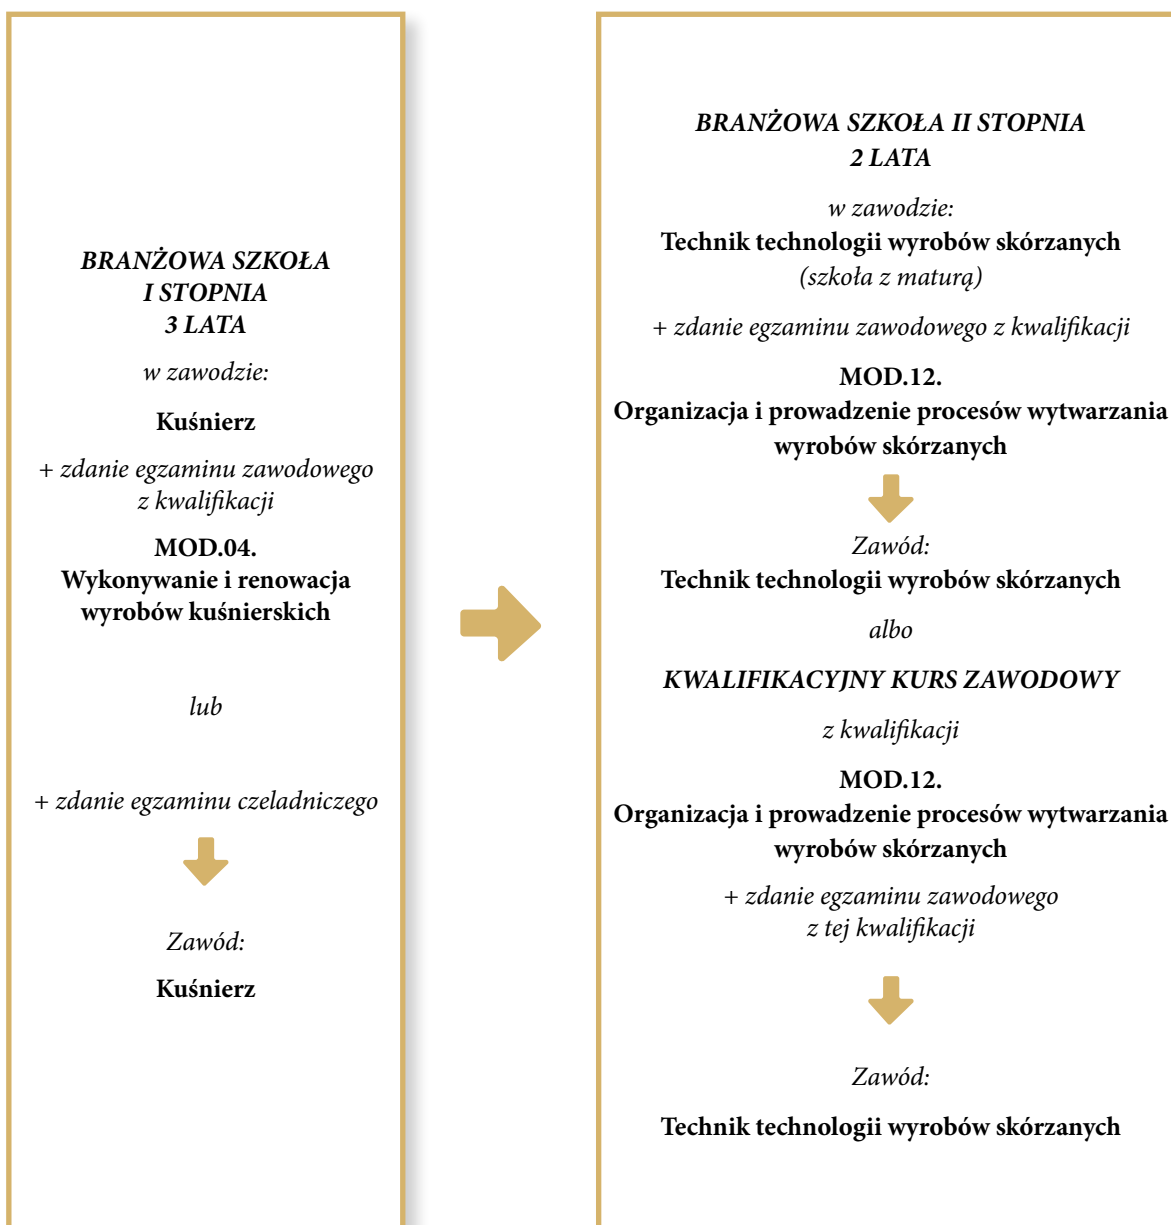 BRANŻOWA SZKOŁA
I STOPNIA
3 LATA
w zawodzie:
Kuśnierz
+ zdanie egzaminu zawodowego
z kwalifikacji
MOD.04.
Wykonywanie i renowacja
wyrobów kuśnierskich
lub
+ zdanie egzaminu czeladniczego
Zawód:
Kuśnierz
BRANŻOWA SZKOŁA II STOPNIA
2 LATA
w zawodzie:
Technik technologii wyrobów skórzanych
(szkoła z maturą)
+ zdanie egzaminu zawodowego z kwalifikacji
MOD.12.
Organizacja i prowadzenie procesów wytwarzania
wyrobów skórzanych
Zawód:
Technik technologii wyrobów skórzanych
albo
KWALIFIKACYJNY KURS ZAWODOWY
z kwalifikacji
MOD.12.
Organizacja i prowadzenie procesów wytwarzania
wyrobów skórzanych
+ zdanie egzaminu zawodowego
z tej kwalifikacji
Zawód:
Technik technologii wyrobów skórzanych